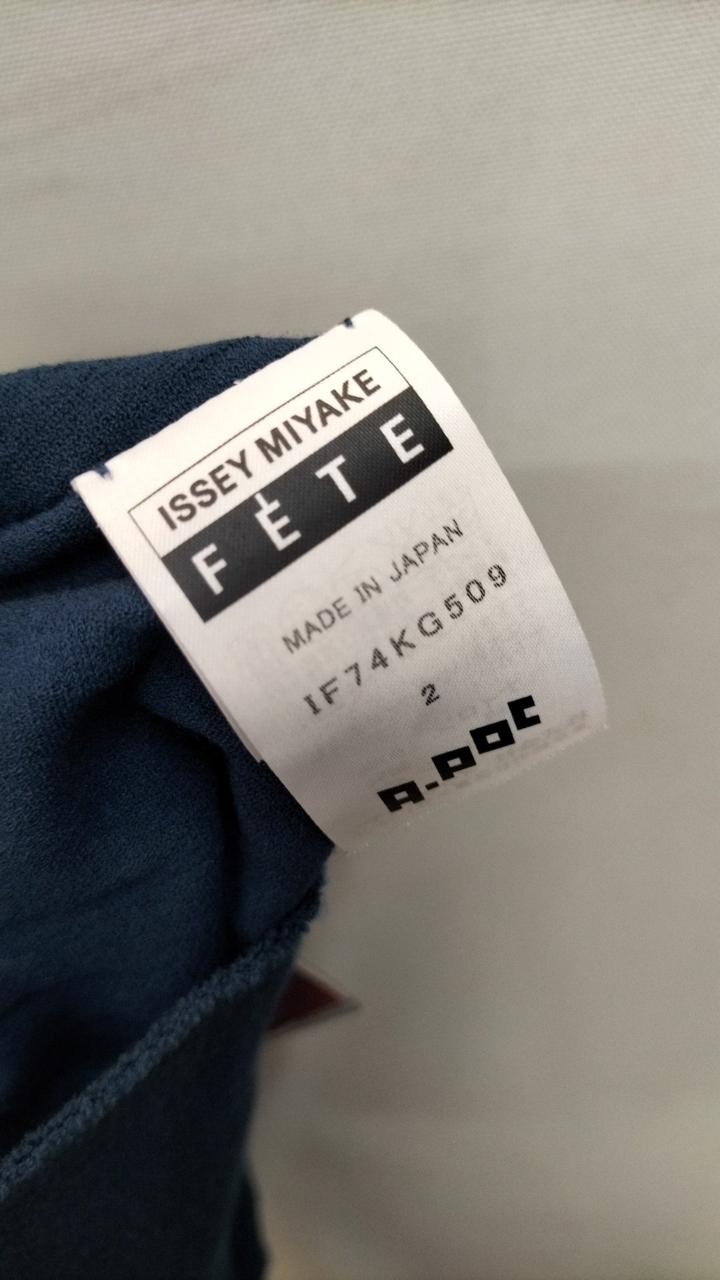 ISSEY MIYAKE
FÊTE
MADE IN JAPAN
IF74KG509
2
A-POC